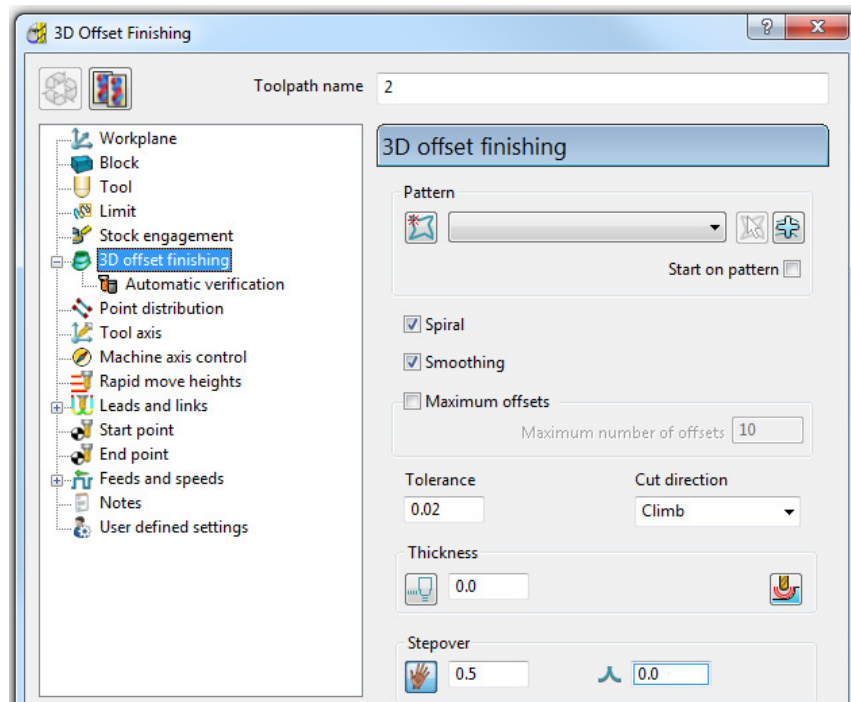 3D Offset Finishing
Toolpath name 2
Workplane
Block
Tool
Limit
Stock engagement
3D offset finishing
Automatic verification
Point distribution
Tool axis
Machine axis control
Rapid move heights
Leads and links
Start point
End point
Feeds and speeds
Notes
User defined settings
3D offset finishing
Pattern
Start on pattern
Spiral
Smoothing
Maximum offsets
Maximum number of offsets 10
Tolerance Cut direction
0.02 Climb
Thickness
0.0
Stepover
0.5 0.0